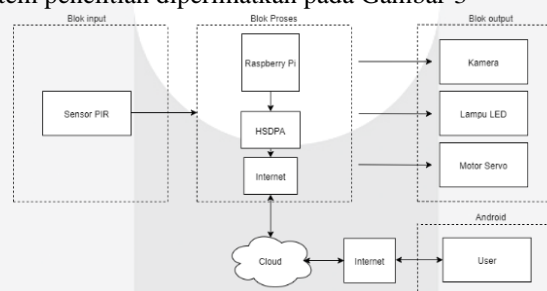 stem penelitian diperlihatkan pada Gambar 3
Blok input
Blok Proses
Blok output
Raspberry Pi
Kamera
Sensor PIR
Lampu LED
HSDPA
Motor Servo
Internet
Android
Cloud
Internet
User